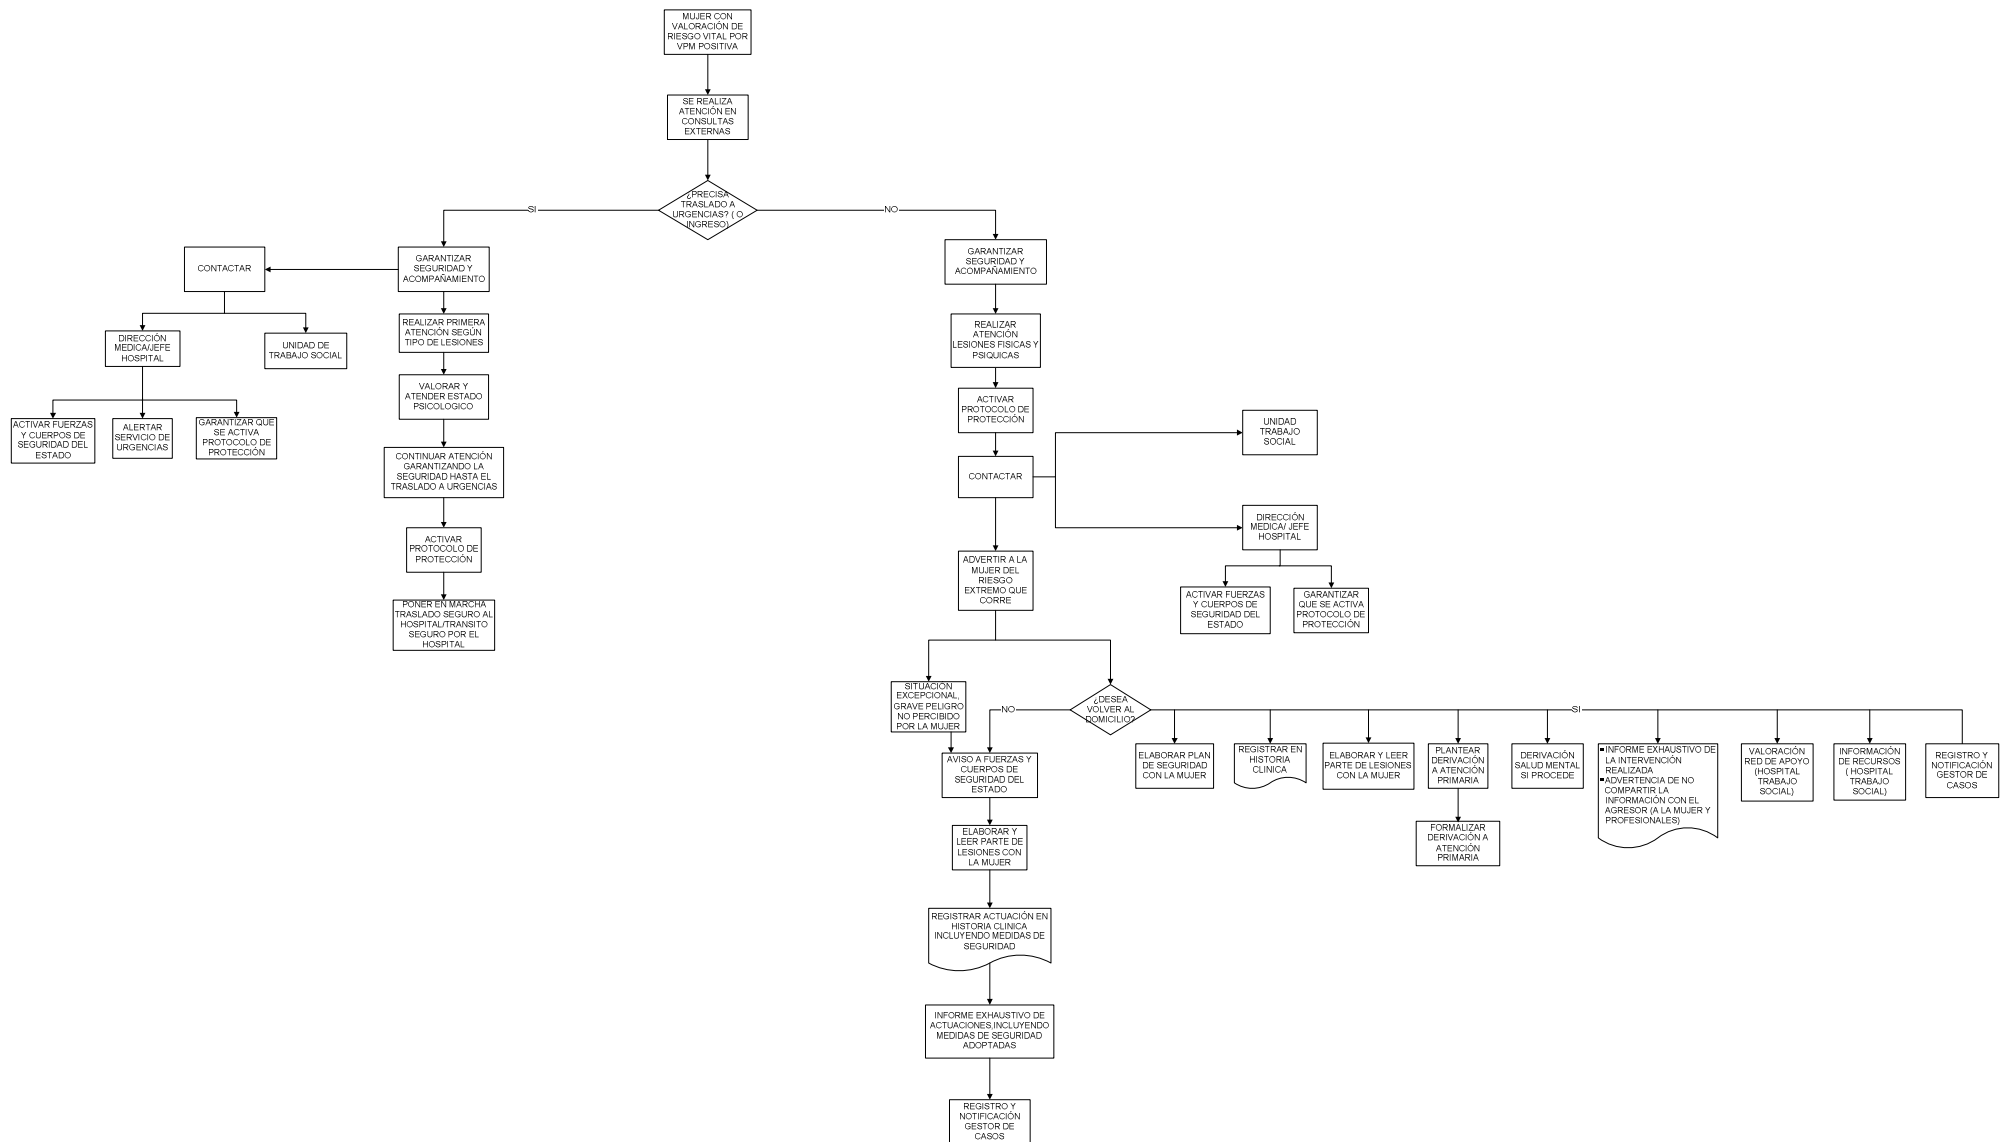 MUJER CON
VALORACIÓN DE
RIESGO VITAL POR
VPM POSITIVA
SE REALIZA
ATENCIÓN EN
CONSULTAS
EXTERNAS
¿PRECISA
TRASLADO A
URGENCIAS? ( O
INGRESO)
SI
NO
CONTACTAR
GARANTIZAR
SEGURIDAD Y
ACOMPAÑAMIENTO
DIRECCIÓN
MEDICA/JEFE
HOSPITAL
UNIDAD DE
TRABAJO SOCIAL
ACTIVAR FUERZAS
Y CUERPOS DE
SEGURIDAD DEL
ESTADO
ALERTAR
SERVICIO DE
URGENCIAS
GARANTIZAR QUE
SE ACTIVA
PROTOCOLO DE
PROTECCIÓN
REALIZAR PRIMERA
ATENCIÓN SEGÚN
TIPO DE LESIONES
VALORAR Y
ATENDER ESTADO
PSICOLOGICO
CONTINUAR ATENCIÓN
GARANTIZANDO LA
SEGURIDAD HASTA EL
TRASLADO A URGENCIAS
ACTIVAR
PROTOCOLO DE
PROTECCIÓN
PONER EN MARCHA
TRASLADO SEGURO AL
HOSPITAL/TRANSITO
SEGURO POR EL
HOSPITAL
GARANTIZAR
SEGURIDAD Y
ACOMPAÑAMIENTO
REALIZAR
ATENCIÓN
LESIONES FISICAS Y
PSIQUICAS
ACTIVAR
PROTOCOLO DE
PROTECCIÓN
CONTACTAR
UNIDAD
TRABAJO
SOCIAL
DIRECCIÓN
MEDICA/ JEFE
HOSPITAL
ACTIVAR FUERZAS
Y CUERPOS DE
SEGURIDAD DEL
ESTADO
GARANTIZAR
QUE SE ACTIVA
PROTOCOLO DE
PROTECCIÓN
ADVERTIR A LA
MUJER DEL
RIESGO
EXTREMO QUE
CORRE
SITUACIÓN
EXCEPCIONAL,
GRAVE PELIGRO
NO PERCIBIDO
POR LA MUJER
¿DESEA
VOLVER AL
DOMICILIO?
NO
SI
AVISO A FUERZAS Y
CUERPOS DE
SEGURIDAD DEL
ESTADO
ELABORAR Y
LEER PARTE DE
LESIONES CON
LA MUJER
REGISTRAR ACTUACIÓN EN
HISTORIA CLINICA
INCLUYENDO MEDIDAS DE
SEGURIDAD
INFORME EXHAUSTIVO DE
ACTUACIONES,INCLUYENDO
MEDIDAS DE SEGURIDAD
ADOPTADAS
REGISTRO Y
NOTIFICACIÓN
GESTOR DE
CASOS
ELABORAR PLAN
DE SEGURIDAD
CON LA MUJER
REGISTRAR EN
HISTORIA
CLINICA
ELABORAR Y LEER
PARTE DE LESIONES
CON LA MUJER
PLANTEAR
DERIVACIÓN
A ATENCIÓN
PRIMARIA
FORMALIZAR
DERIVACIÓN A
ATENCIÓN
PRIMARIA
DERIVACIÓN
SALUD MENTAL
SI PROCEDE
INFORME EXHAUSTIVO DE
LA INTERVENCIÓN
REALIZADA
ADVERTENCIA DE NO
COMPARTIR LA
INFORMACIÓN CON EL
AGRESOR (A LA MUJER Y
PROFESIONALES)
VALORACIÓN
RED DE APOYO
(HOSPITAL
TRABAJO
SOCIAL)
INFORMACIÓN
DE RECURSOS
( HOSPITAL
TRABAJO
SOCIAL)
REGISTRO Y
NOTIFICACIÓN
GESTOR DE
CASOS